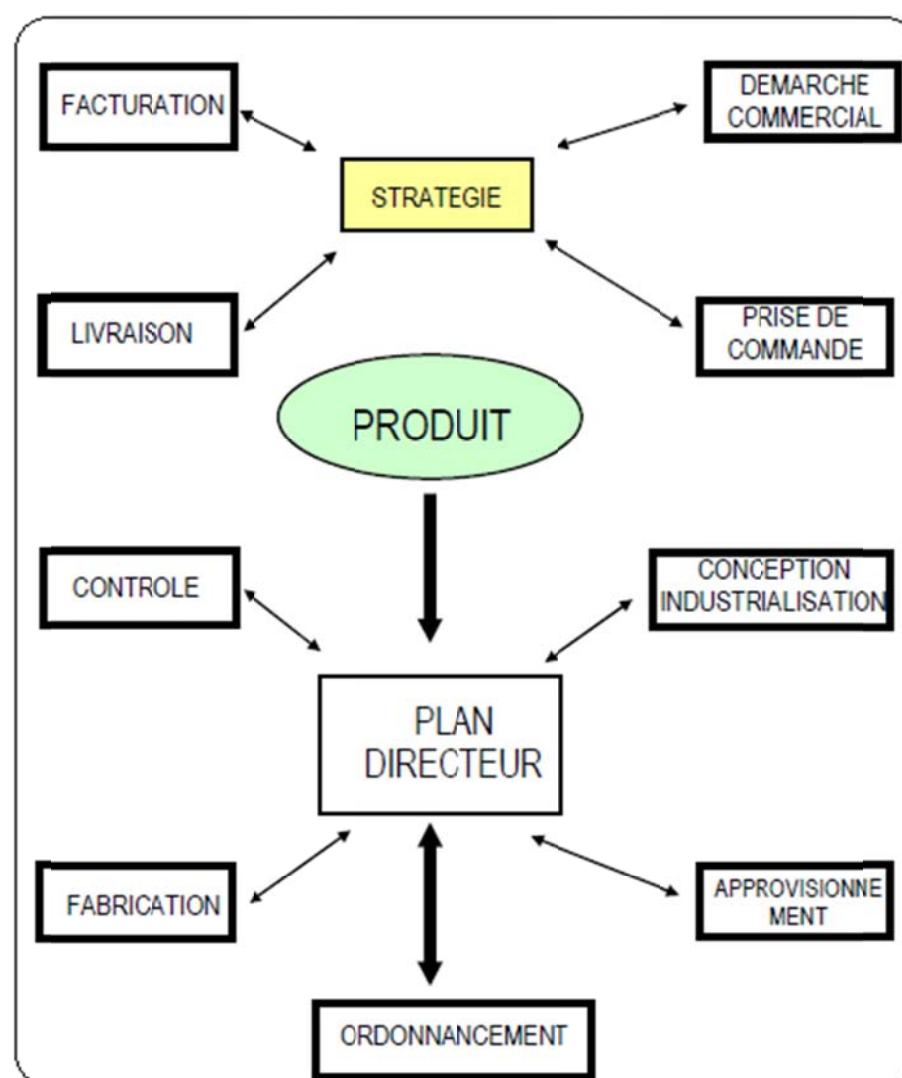 FACTURATION
DEMARCHE
COMMERCIAL
STRATEGIE
LIVRAISON
PRISE DE
COMMANDE
PRODUIT
CONTROLE
CONCEPTION
INDUSTRIALISATION
PLAN
DIRECTEUR
FABRICATION
APPROVISIONNE
MENT
ORDONNANCEMENT